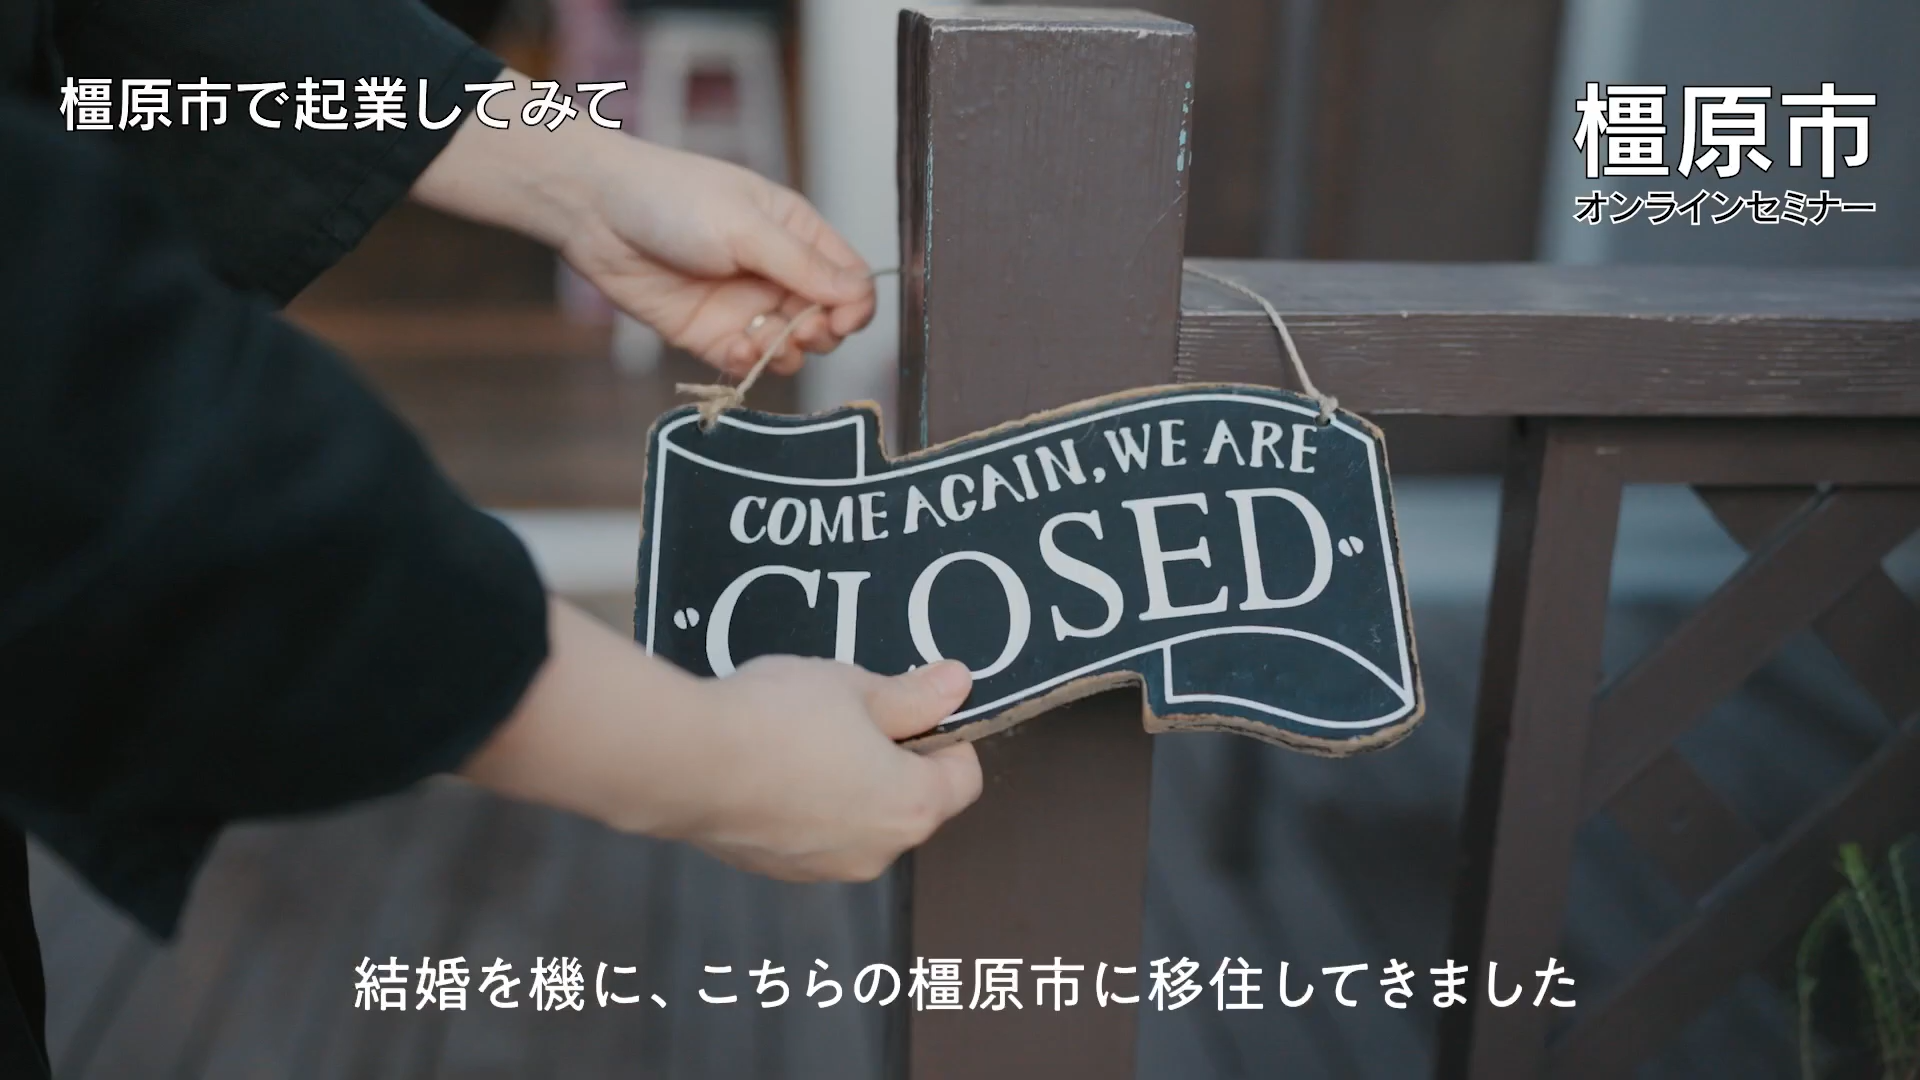 橿原市で起業してみて
橿原市
オンラインセミナー
COME AGAIN, WE ARE
CLOSED
結婚を機に、こちらの橿原市に移住してきました